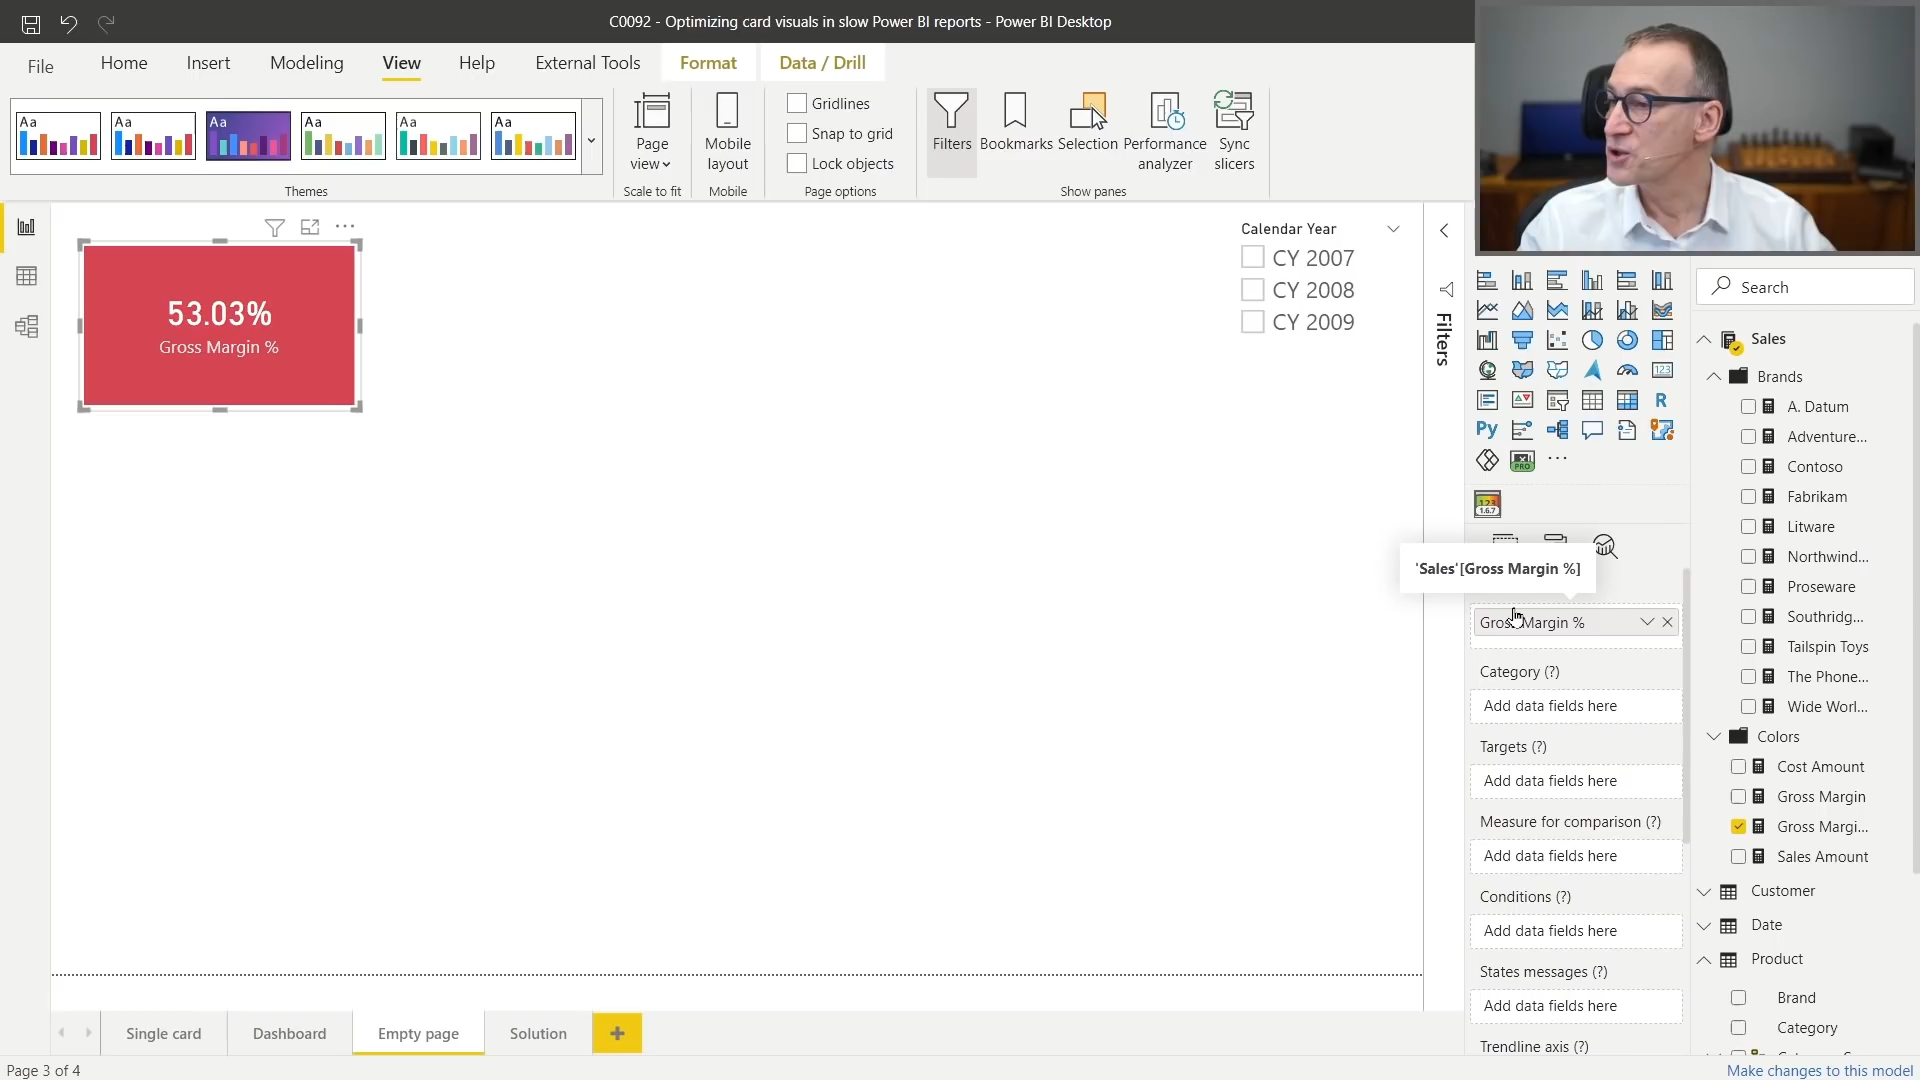 C0092 - Optimizing card visuals in slow Power BI reports - Power BI Desktop
File
Home
Insert
Modeling
View
Help
External Tools
Format
Data / Drill
Aa
Aa
Aa
Aa
Aa
Aa
Themes
Page
view
Scale to fit
Mobile
layout
Mobile
Gridlines
Snap to grid
Lock objects
Page options
Filters
Bookmarks
Selection
Performance
analyzer
Sync
slicers
Show panes
53.03%
Gross Margin %
Calendar Year
CY 2007
CY 2008
CY 2009
Filters
123
R
Py
PRO
123
1.6.7
'Sales'[Gross Margin %]
Gross Margin %
Category (?)
Add data fields here
Targets (?)
Add data fields here
Measure for comparison (?)
Add data fields here
Conditions (?)
Add data fields here
States messages (?)
Add data fields here
Trendline axis (?)
Search
Sales
Brands
A. Datum
Adventure...
Contoso
Fabrikam
Litware
Northwind...
Proseware
Southridg...
Tailspin Toys
The Phone...
Wide Worl...
Colors
Cost Amount
Gross Margin
Gross Margi...
Sales Amount
Customer
Date
Product
Brand
Category
Single card
Dashboard
Empty page
Solution
+
Page 3 of 4
Make changes to this model